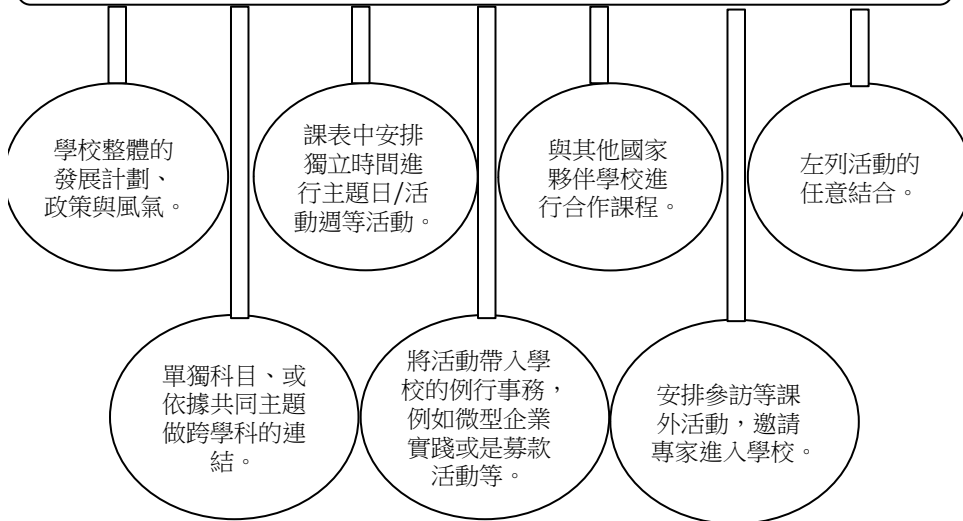 學校整體的
發展計劃、
政策與風氣。
課表中安排
獨立時間進
行主題日/活
動週等活動。
與其他國家
夥伴學校進
行合作課程。
左列活動的
任意結合。
單獨科目、或
依據共同主題
做跨學科的連
結。
將活動帶入學
校的例行事務，
例如微型企業
實踐或是募款
活動等。
安排參訪等課
外活動，邀請
專家進入學校。